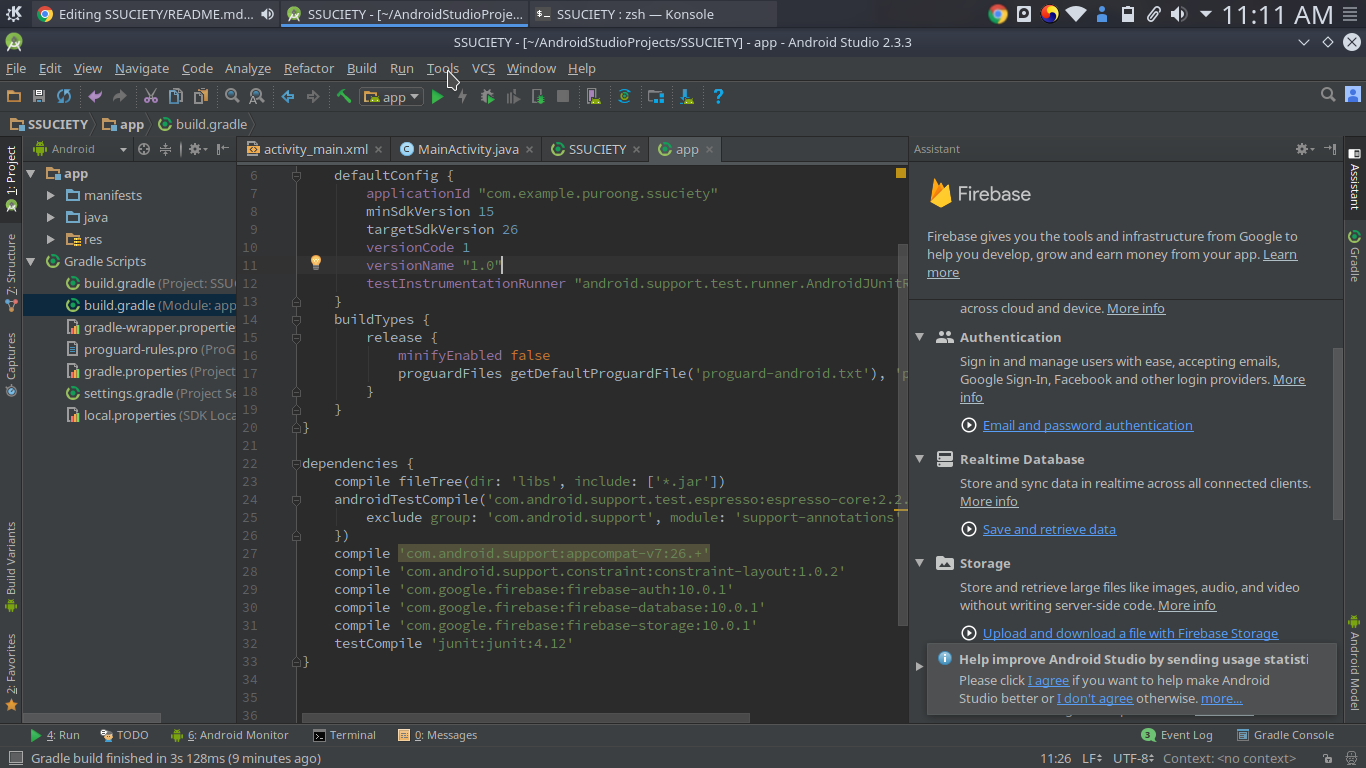 Editing SSUCIETY/README.md...
SSUCIETY - [~/AndroidStudioProje...
SSUCIETY : zsh — Konsole
11:11 AM
SSUCIETY - [~/AndroidStudioProjects/SSUCIETY] - app - Android Studio 2.3.3
File Edit View Navigate Code Analyze Refactor Build Run Tools VCS Window Help
app
SSUCIETY app build.gradle
1: Project
7: Structure
Captures
Build Variants
2: Favorites
Android
app
manifests
java
res
Gradle Scripts
build.gradle (Project: SSU
build.gradle (Module: app
gradle-wrapper.propertie
proguard-rules.pro (ProG
gradle.properties (Project
settings.gradle (Project Se
local.properties (SDK Loca
activity_main.xml MainActivity.java SSUCIETY app
6 defaultConfig {
7 applicationId "com.example.puroong.ssuciety"
8 minSdkVersion 15
9 targetSdkVersion 26
10 versionCode 1
11 versionName "1.0"
12 testInstrumentationRunner "android.support.test.runner.AndroidJUnitR
13 }
14 buildTypes {
15 release {
16 minifyEnabled false
17 proguardFiles getDefaultProguardFile('proguard-android.txt'), 'p
18 }
19 }
20 }
21
22 dependencies {
23 compile fileTree(dir: 'libs', include: ['*.jar'])
24 androidTestCompile('com.android.support.test.espresso:espresso-core:2.2.
25 exclude group: 'com.android.support', module: 'support-annotations'
26 })
27 compile 'com.android.support:appcompat-v7:26.+'
28 compile 'com.android.support.constraint:constraint-layout:1.0.2'
29 compile 'com.google.firebase:firebase-auth:10.0.1'
30 compile 'com.google.firebase:firebase-database:10.0.1'
31 compile 'com.google.firebase:firebase-storage:10.0.1'
32 testCompile 'junit:junit:4.12'
33 }
34
35
36
Assistant
Firebase
Firebase gives you the tools and infrastructure from Google to
help you develop, grow and earn money from your app. Learn
more
across cloud and device. More info
Authentication
Sign in and manage users with ease, accepting emails,
Google Sign-In, Facebook and other login providers. More
info
Email and password authentication
Realtime Database
Store and sync data in realtime across all connected clients.
More info
Save and retrieve data
Storage
Store and retrieve large files like images, audio, and video
without writing server-side code. More info
Upload and download a file with Firebase Storage
Help improve Android Studio by sending usage statisti
Please click I agree if you want to help make Android
Studio better or I don't agree otherwise. more...
Assistant
Gradle
Android Model
4: Run TODO 6: Android Monitor Terminal 0: Messages 3 Event Log Gradle Console
Gradle build finished in 3s 128ms (9 minutes ago) 11:26 LF÷ UTF-8÷ Context: <no context>